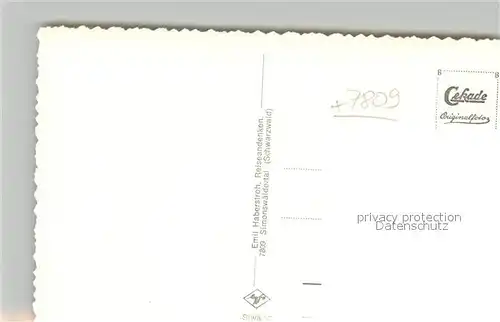 +7809
Cekade
Originalfoto
Emil Haberstroh, Reiseandenken,
7809 Simonswäldertal (Schwarzwald)
privacy protection
Datenschutz